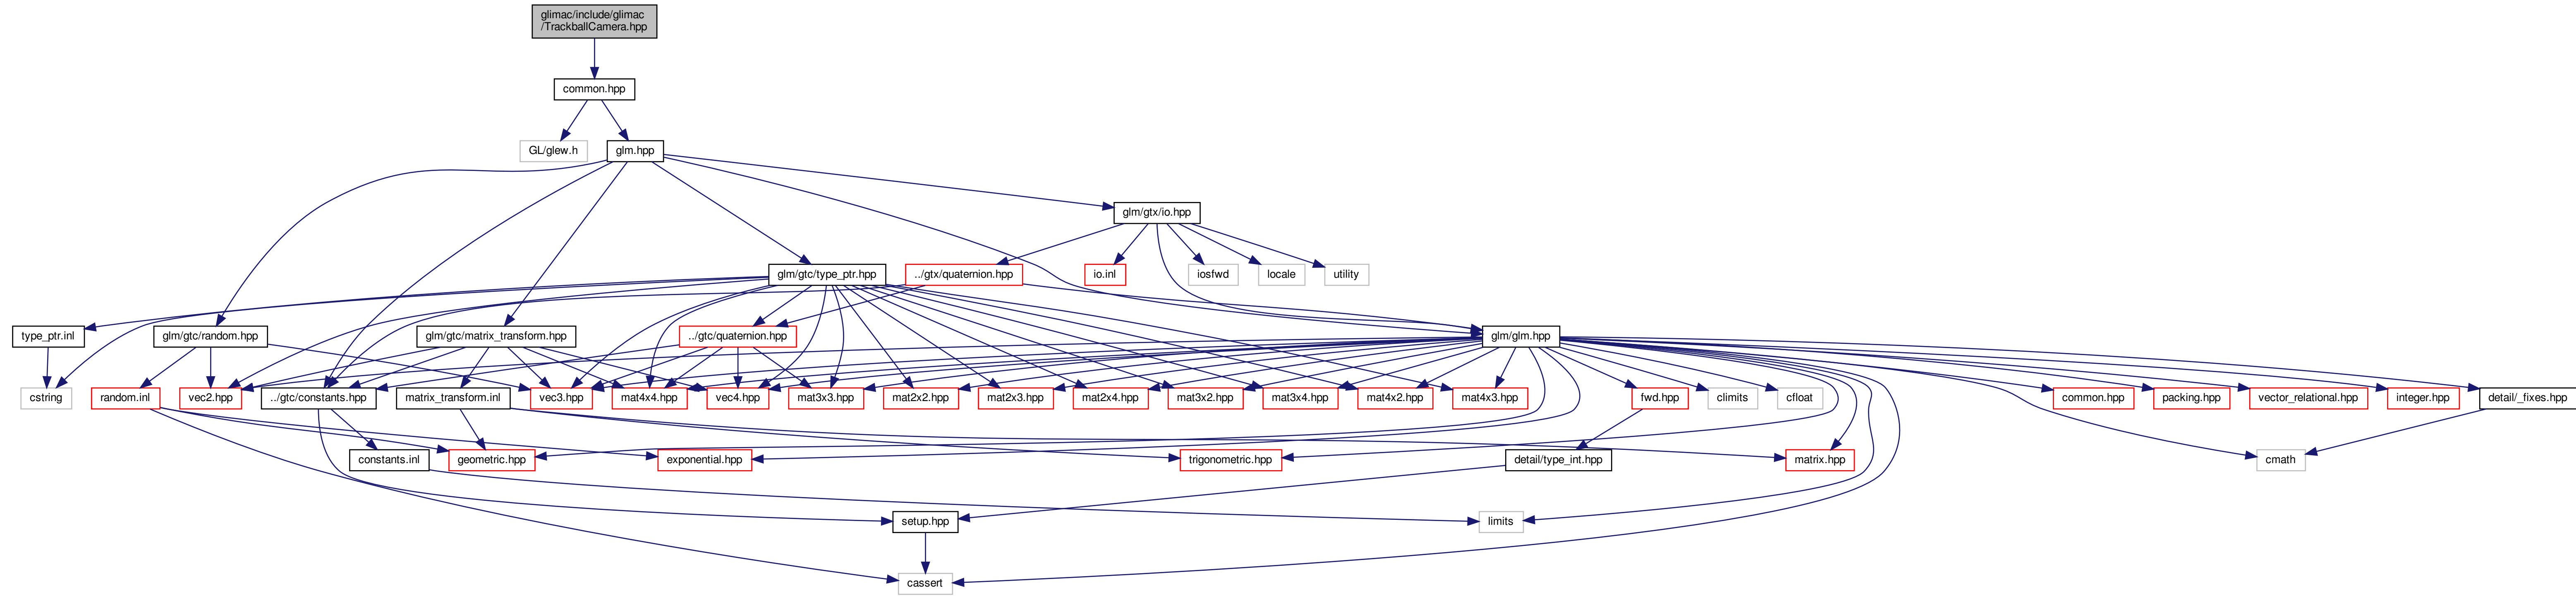 glimac/include/glimac
/TrackballCamera.hpp
common.hpp
GL/glew.h
glm.hpp
glm/gtx/io.hpp
glm/gtc/type_ptr.hpp
../gtx/quaternion.hpp
io.inl
iosfwd
locale
utility
type_ptr.inl
glm/gtc/random.hpp
glm/gtc/matrix_transform.hpp
../gtc/quaternion.hpp
glm/glm.hpp
cstring
random.inl
vec2.hpp
../gtc/constants.hpp
matrix_transform.inl
vec3.hpp
mat4x4.hpp
vec4.hpp
mat3x3.hpp
mat2x2.hpp
mat2x3.hpp
mat2x4.hpp
mat3x2.hpp
mat3x4.hpp
mat4x2.hpp
mat4x3.hpp
fwd.hpp
climits
cfloat
common.hpp
packing.hpp
vector_relational.hpp
integer.hpp
detail/_fixes.hpp
constants.inl
geometric.hpp
exponential.hpp
trigonometric.hpp
detail/type_int.hpp
matrix.hpp
cmath
setup.hpp
limits
cassert